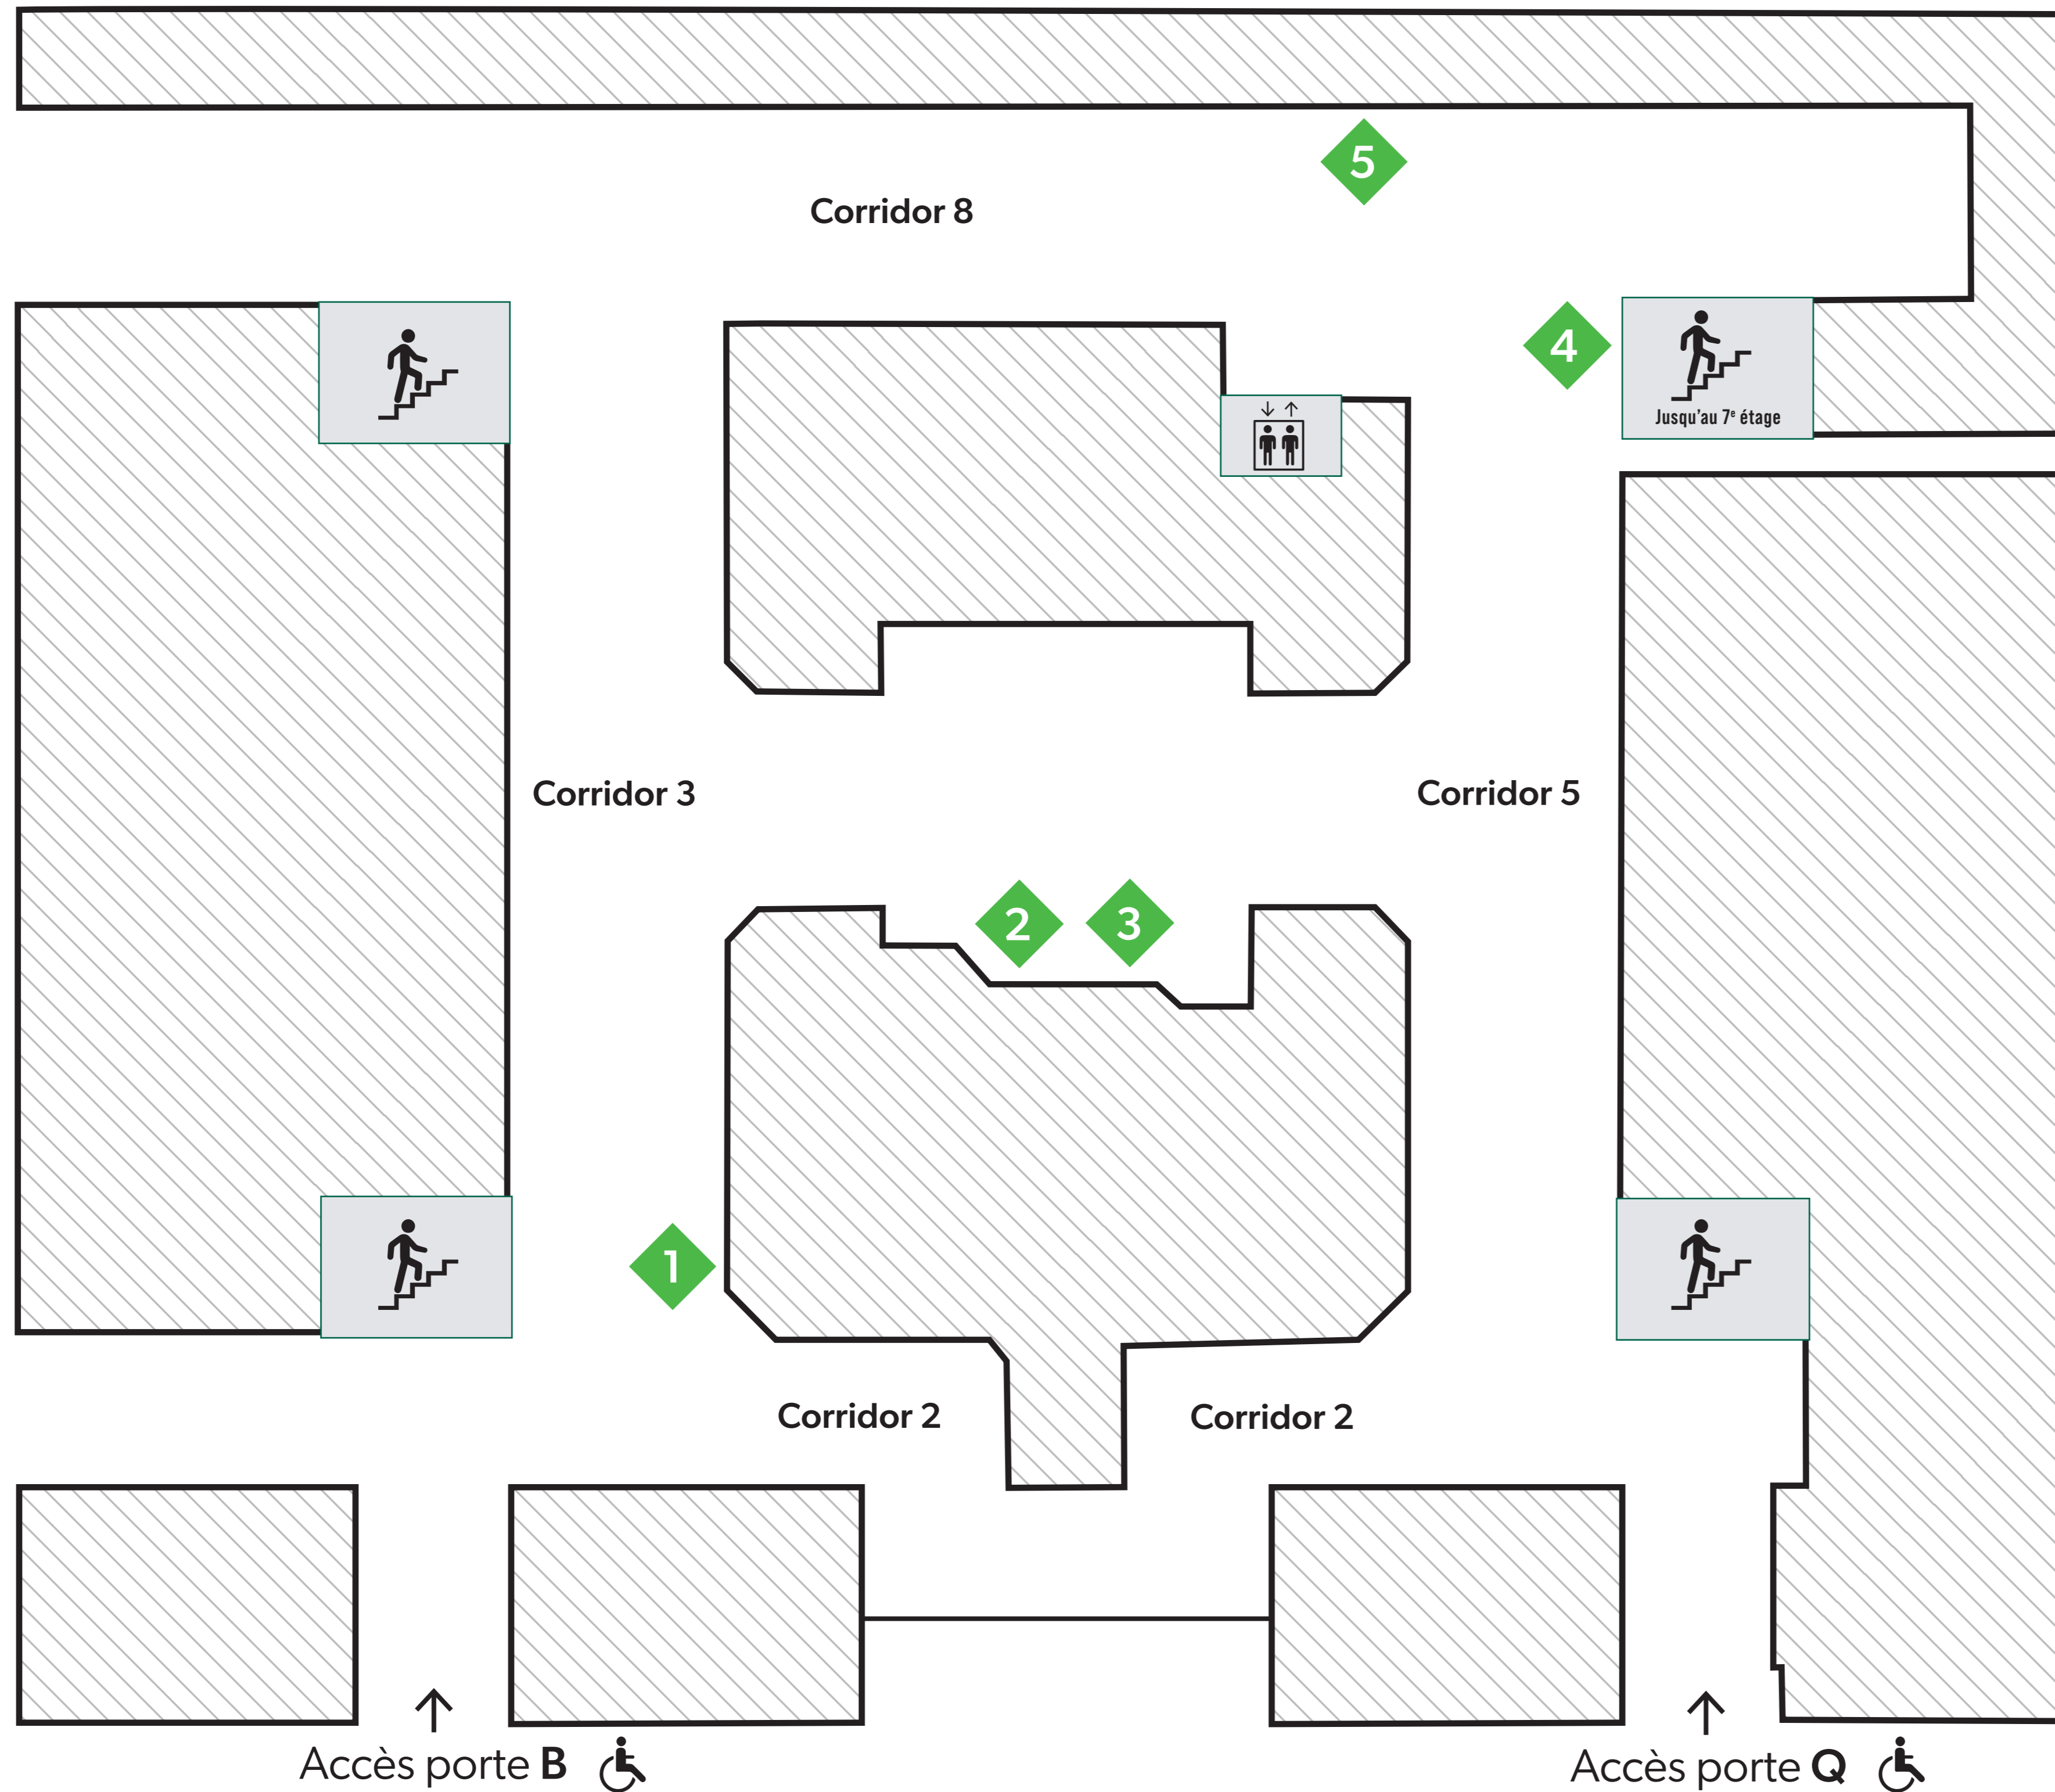 5
Corridor 8
4
Jusqu'au 7e étage
Corridor 3
Corridor 5
2
3
1
Corridor 2
Corridor 2
Accès porte B
Accès porte Q